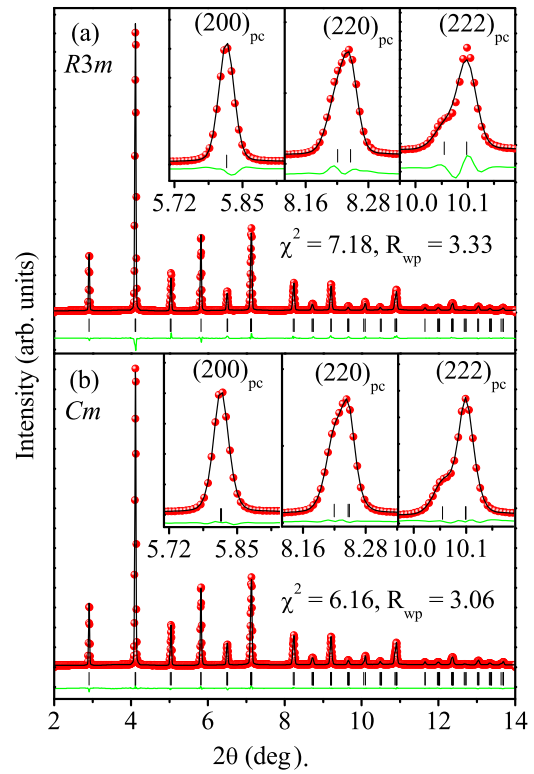 (a)
R3m
(200)pc
(220)pc
(222)pc
5.72 5.85 8.16 8.28 10.0 10.1
χ² = 7.18, Rwp = 3.33
(b)
Cm
(200)pc
(220)pc
(222)pc
5.72 5.85 8.16 8.28 10.0 10.1
χ² = 6.16, Rwp = 3.06
Intensity (arb. units)
2 4 6 8 10 12 14
2θ (deg).